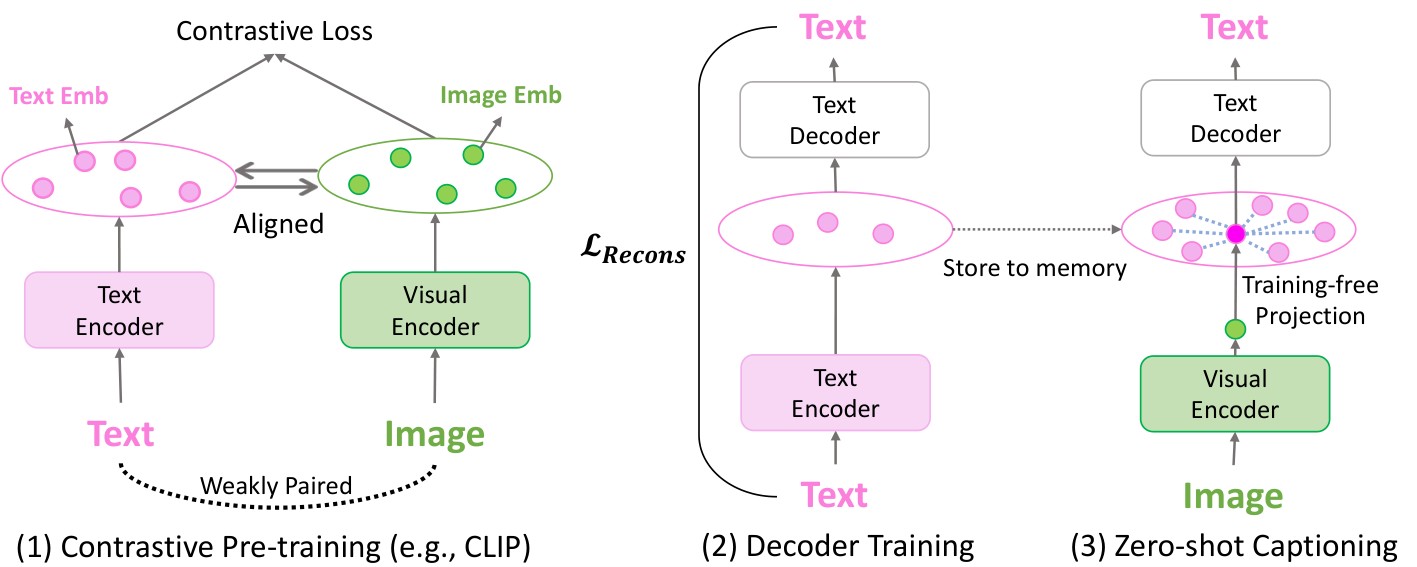 Contrastive Loss
Text Emb
Image Emb
Aligned
Text
Encoder
Visual
Encoder
Text
Image
Weakly Paired
(1) Contrastive Pre-training (e.g., CLIP)
Text
Text
Decoder
ℒ_Recons
Store to memory
Text
Encoder
Text
(2) Decoder Training
Text
Text
Decoder
Training-free
Projection
Visual
Encoder
Image
(3) Zero-shot Captioning